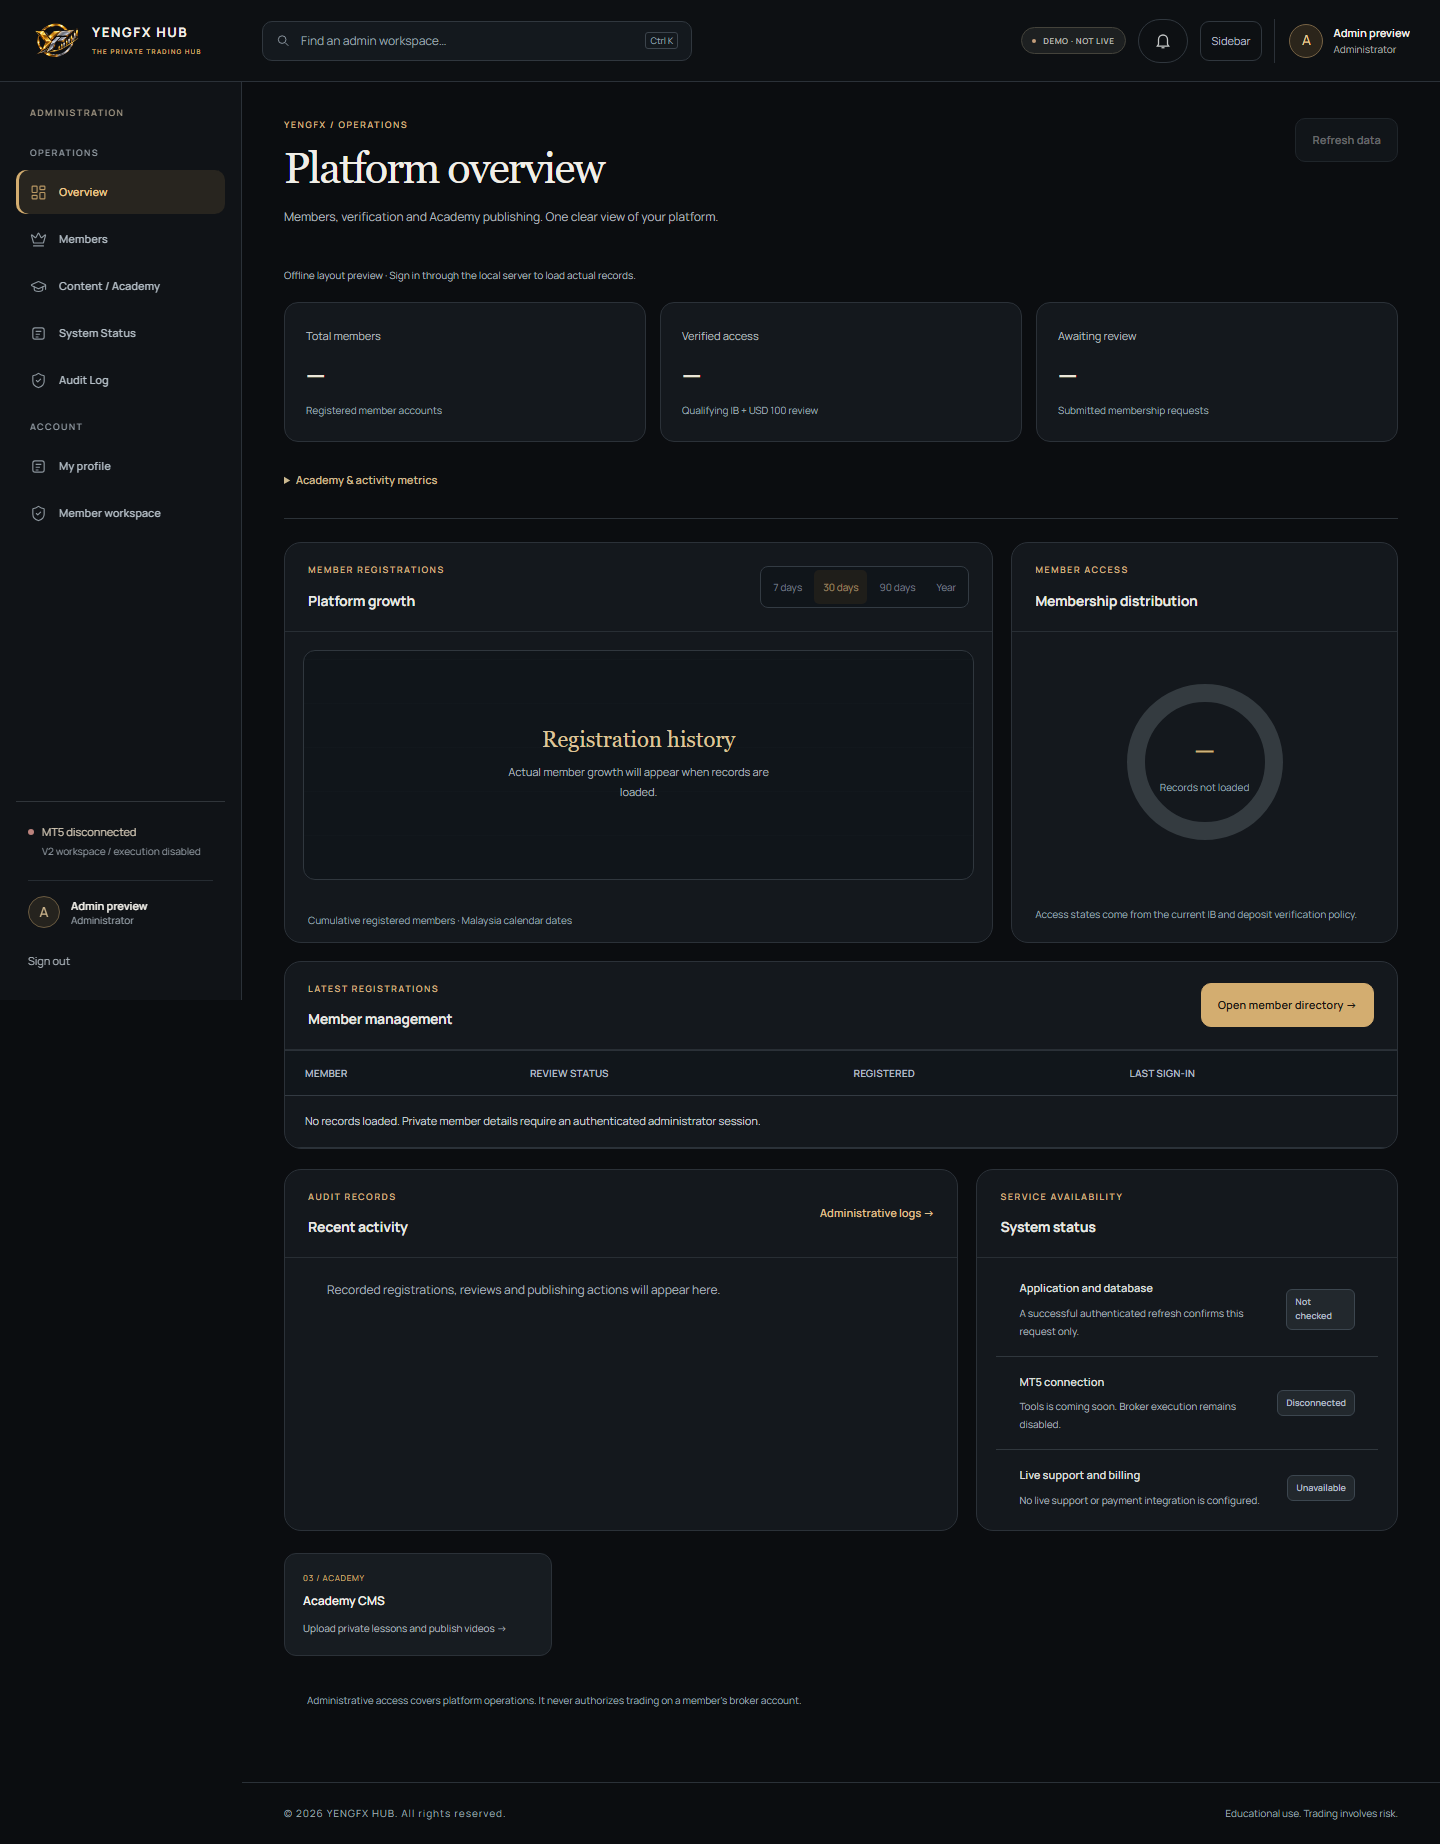 YENGFX HUB
THE PRIVATE TRADING HUB
Find an admin workspace...
Ctrl K
DEMO · NOT LIVE
Sidebar
A
Admin preview
Administrator
ADMINISTRATION
OPERATIONS
Overview
Members
Content / Academy
System Status
Audit Log
ACCOUNT
My profile
Member workspace
MT5 disconnected
V2 workspace / execution disabled
A
Admin preview
Administrator
Sign out
YENGFX / OPERATIONS
Platform overview
Members, verification and Academy publishing. One clear view of your platform.
Refresh data
Offline layout preview · Sign in through the local server to load actual records.
Total members
—
Registered member accounts
Verified access
—
Qualifying IB + USD 100 review
Awaiting review
—
Submitted membership requests
Academy & activity metrics
MEMBER REGISTRATIONS
Platform growth
7 days
30 days
90 days
Year
Registration history
Actual member growth will appear when records are
loaded.
Cumulative registered members · Malaysia calendar dates
MEMBER ACCESS
Membership distribution
—
Records not loaded
Access states come from the current IB and deposit verification policy.
LATEST REGISTRATIONS
Member management
Open member directory →
MEMBER
REVIEW STATUS
REGISTERED
LAST SIGN-IN
No records loaded. Private member details require an authenticated administrator session.
AUDIT RECORDS
Recent activity
Administrative logs →
Recorded registrations, reviews and publishing actions will appear here.
SERVICE AVAILABILITY
System status
Application and database
A successful authenticated refresh confirms this
request only.
Not
checked
MT5 connection
Tools is coming soon. Broker execution remains
disabled.
Disconnected
Live support and billing
No live support or payment integration is configured.
Unavailable
03 / ACADEMY
Academy CMS
Upload private lessons and publish videos →
Administrative access covers platform operations. It never authorizes trading on a member's broker account.
© 2026 YENGFX HUB. All rights reserved.
Educational use. Trading involves risk.